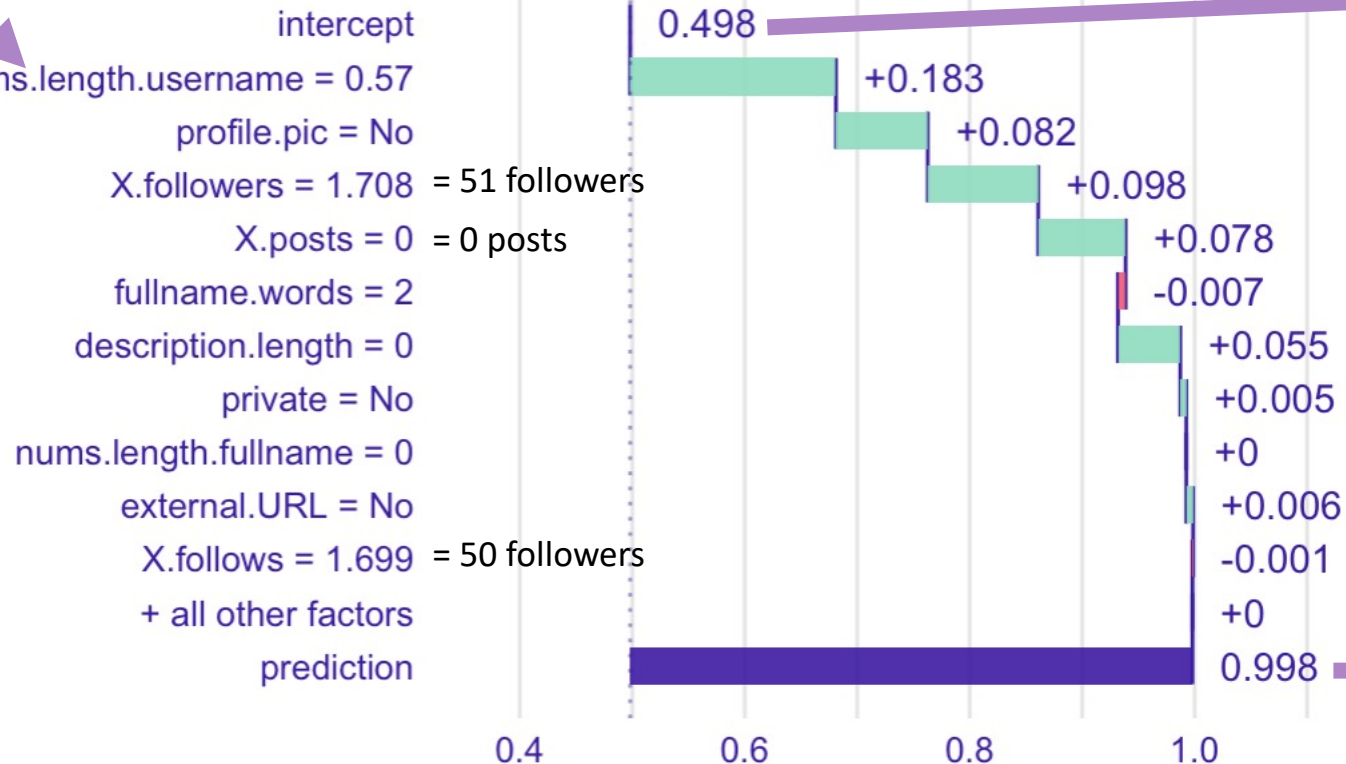 intercept 0.498
ms.length.username = 0.57 +0.183
profile.pic = No +0.082
X.followers = 1.708 = 51 followers +0.098
X.posts = 0 = 0 posts +0.078
fullname.words = 2 -0.007
description.length = 0 +0.055
private = No +0.005
nums.length.fullname = 0 +0
external.URL = No +0.006
X.follows = 1.699 = 50 followers -0.001
+ all other factors +0
prediction 0.998
0.4 0.6 0.8 1.0